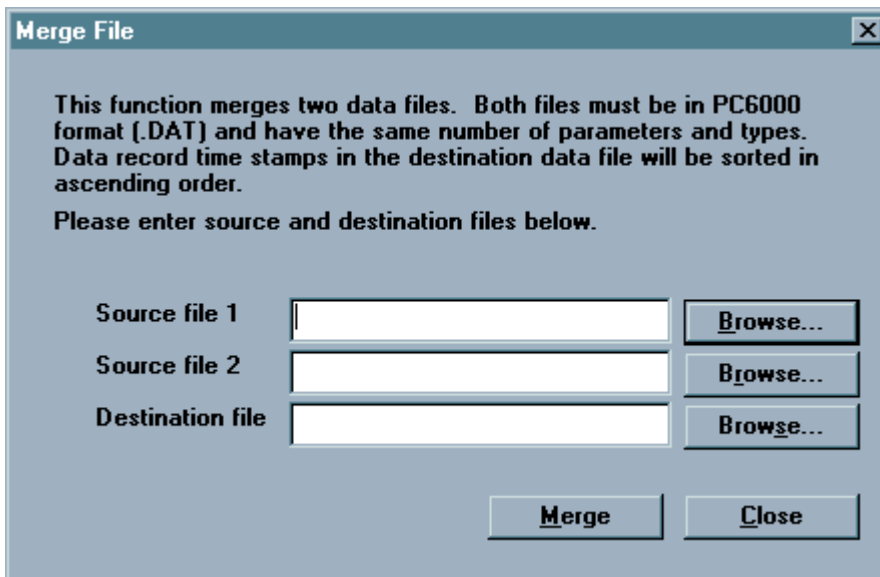 Merge File
This function merges two data files.  Both files must be in PC6000
format (.DAT) and have the same number of parameters and types.
Data record time stamps in the destination data file will be sorted in
ascending order.
Please enter source and destination files below.
Source file 1 Browse...
Source file 2 Browse...
Destination file Browse...
Merge Close